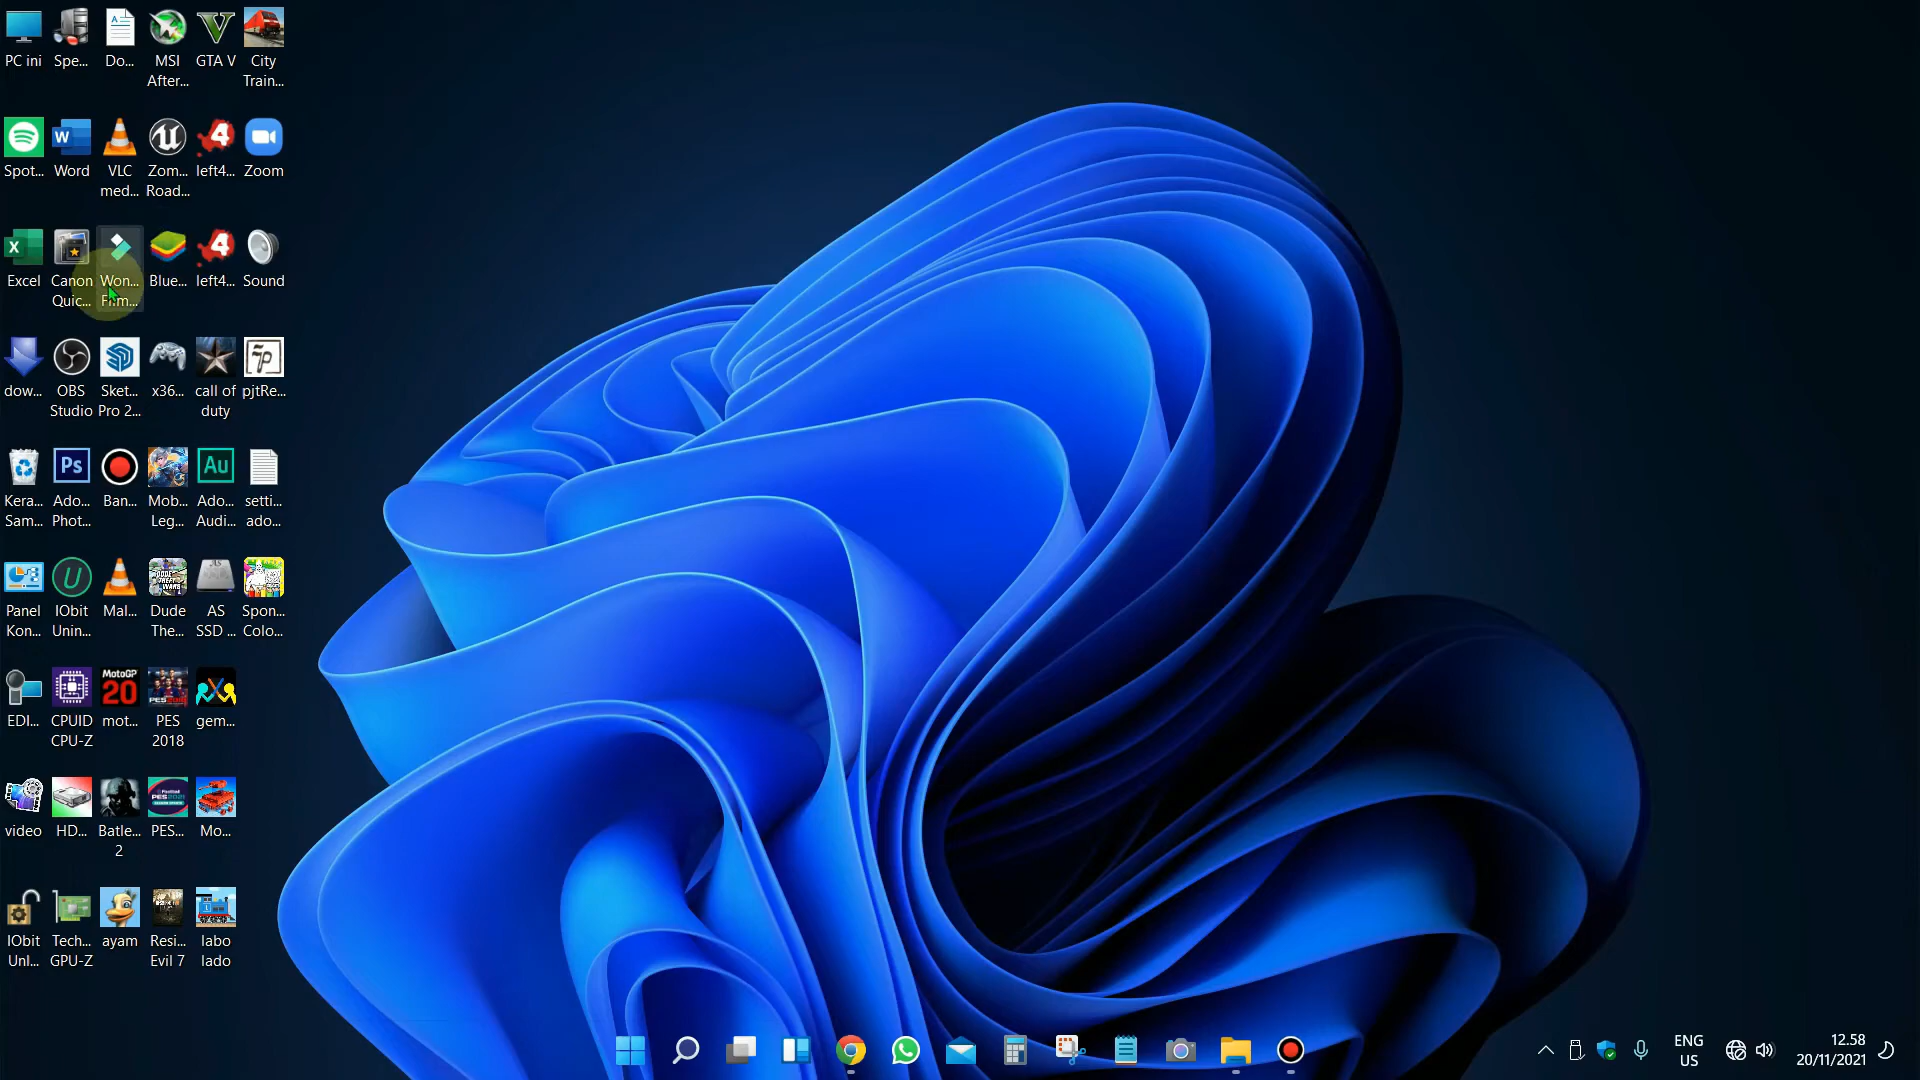 PC ini
Spe...
Do...
MSI
After...
GTA V
City
Train...
Spot...
Word
VLC
med...
Zom...
Road...
left4...
Zoom
Excel
Canon
Quic...
Won...
Film...
Blue...
left4...
Sound
dow...
OBS
Studio
Sket...
Pro 2...
x36...
call of
duty
pjtRe...
Kera...
Sam...
Ado...
Phot...
Ban...
Mob...
Leg...
Ado...
Audi...
setti...
ado...
Panel
Kon...
IObit
Unin...
Mal...
Dude
The...
AS
SSD ...
Spon...
Colo...
EDI...
CPUID
CPU-Z
MotoGP
20
mot...
PES
2018
gem...
video
HD...
Batle...
2
PES...
Mo...
IObit
Unl...
Tech...
GPU-Z
ayam
Resi...
Evil 7
labo
lado
ENG
US
12.58
20/11/2021